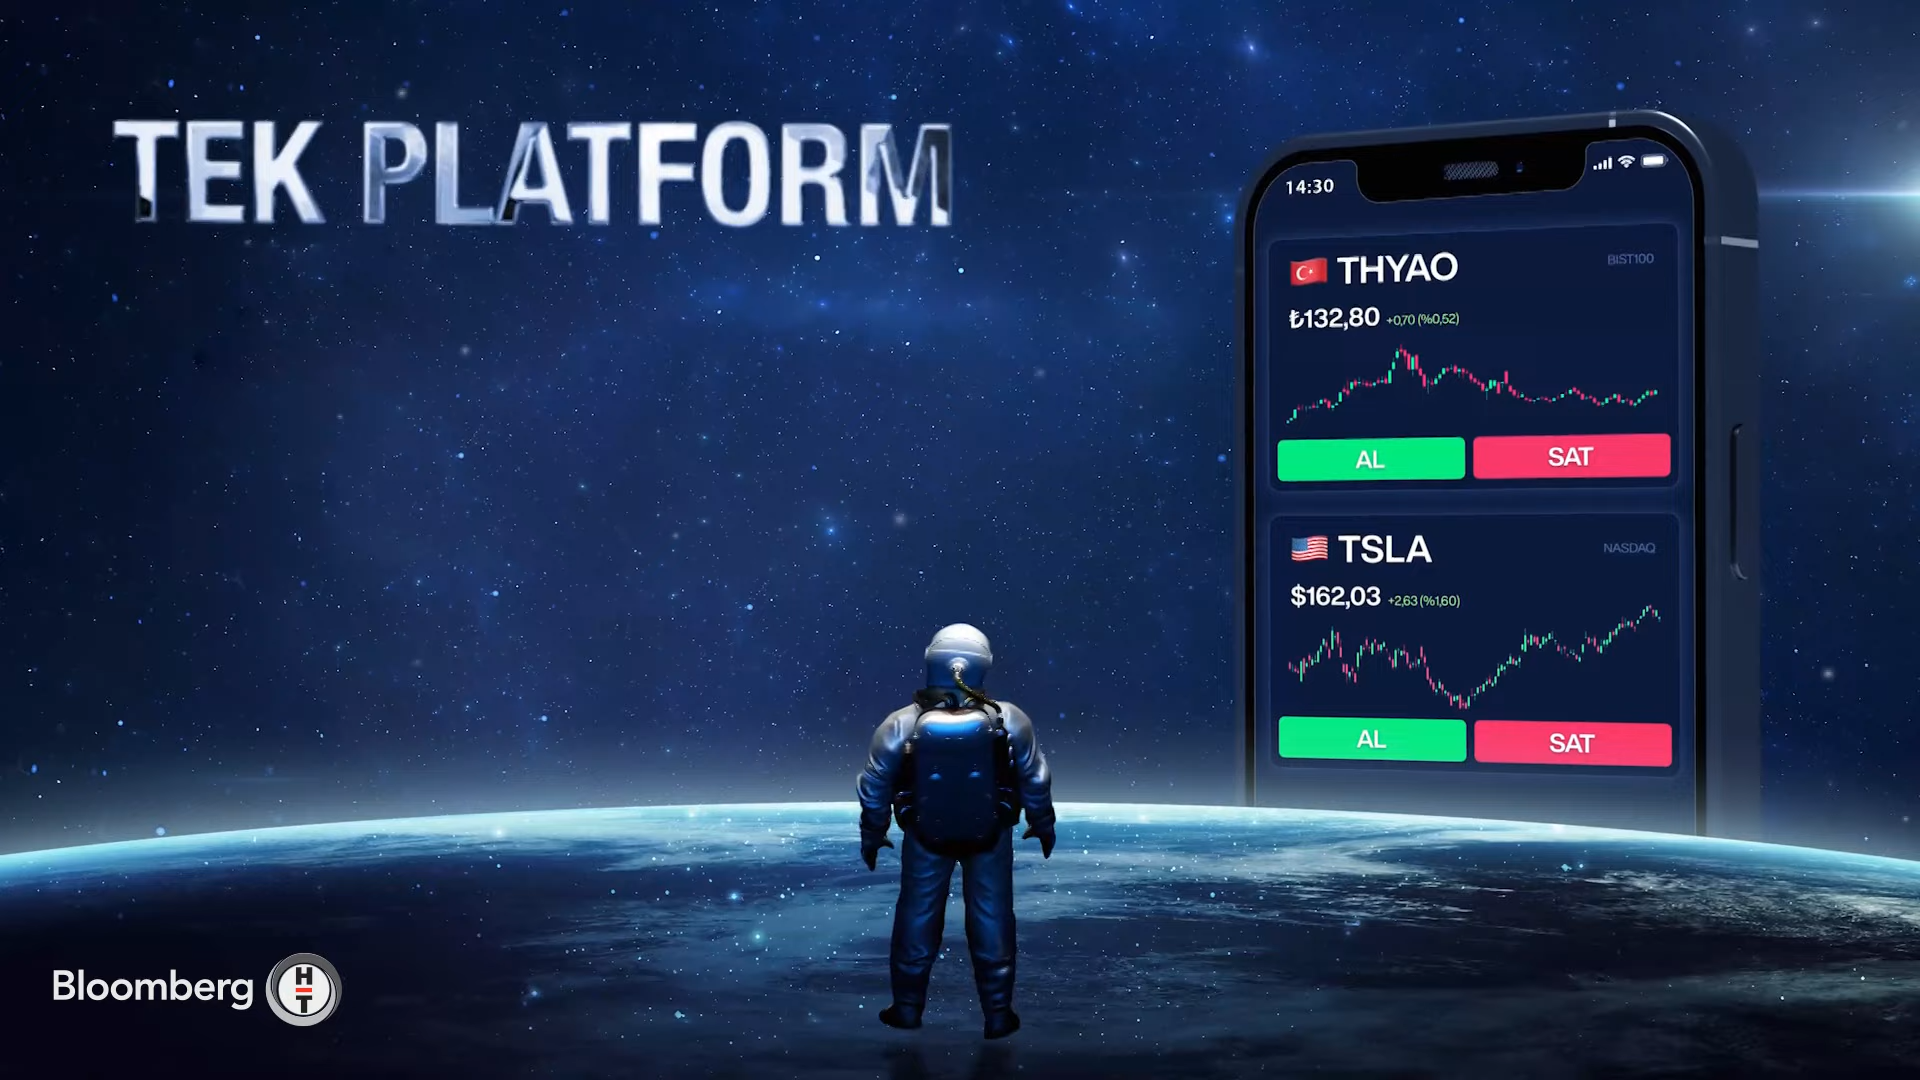 TEK PLATFORM
14:30
THYAO
BIST100
₺132,80 +0,70 (%0,52)
AL
SAT
TSLA
NASDAQ
$162,03 +2,63 (%1,60)
AL
SAT
Bloomberg HT